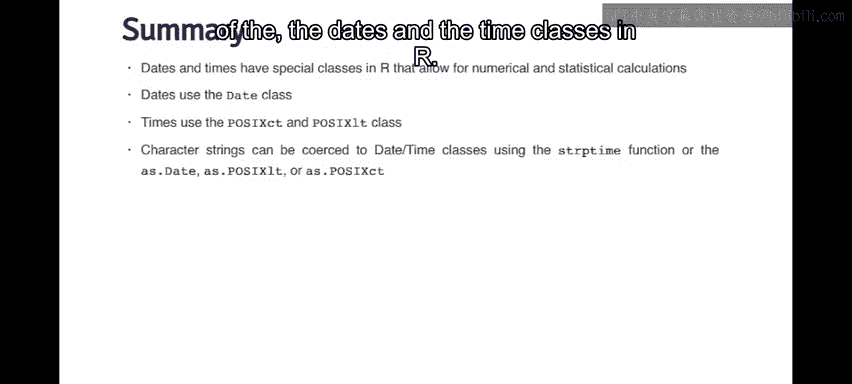 Summary
of the, the dates and the time classes in
R.
· Dates and times have special classes in R that allow for numerical and statistical calculations
· Dates use the Date class
· Times use the POSIXct and POSIXlt class
· Character strings can be coerced to Date/Time classes using the strptime function or the
as.Date, as.POSIXlt, or as.POSIXct